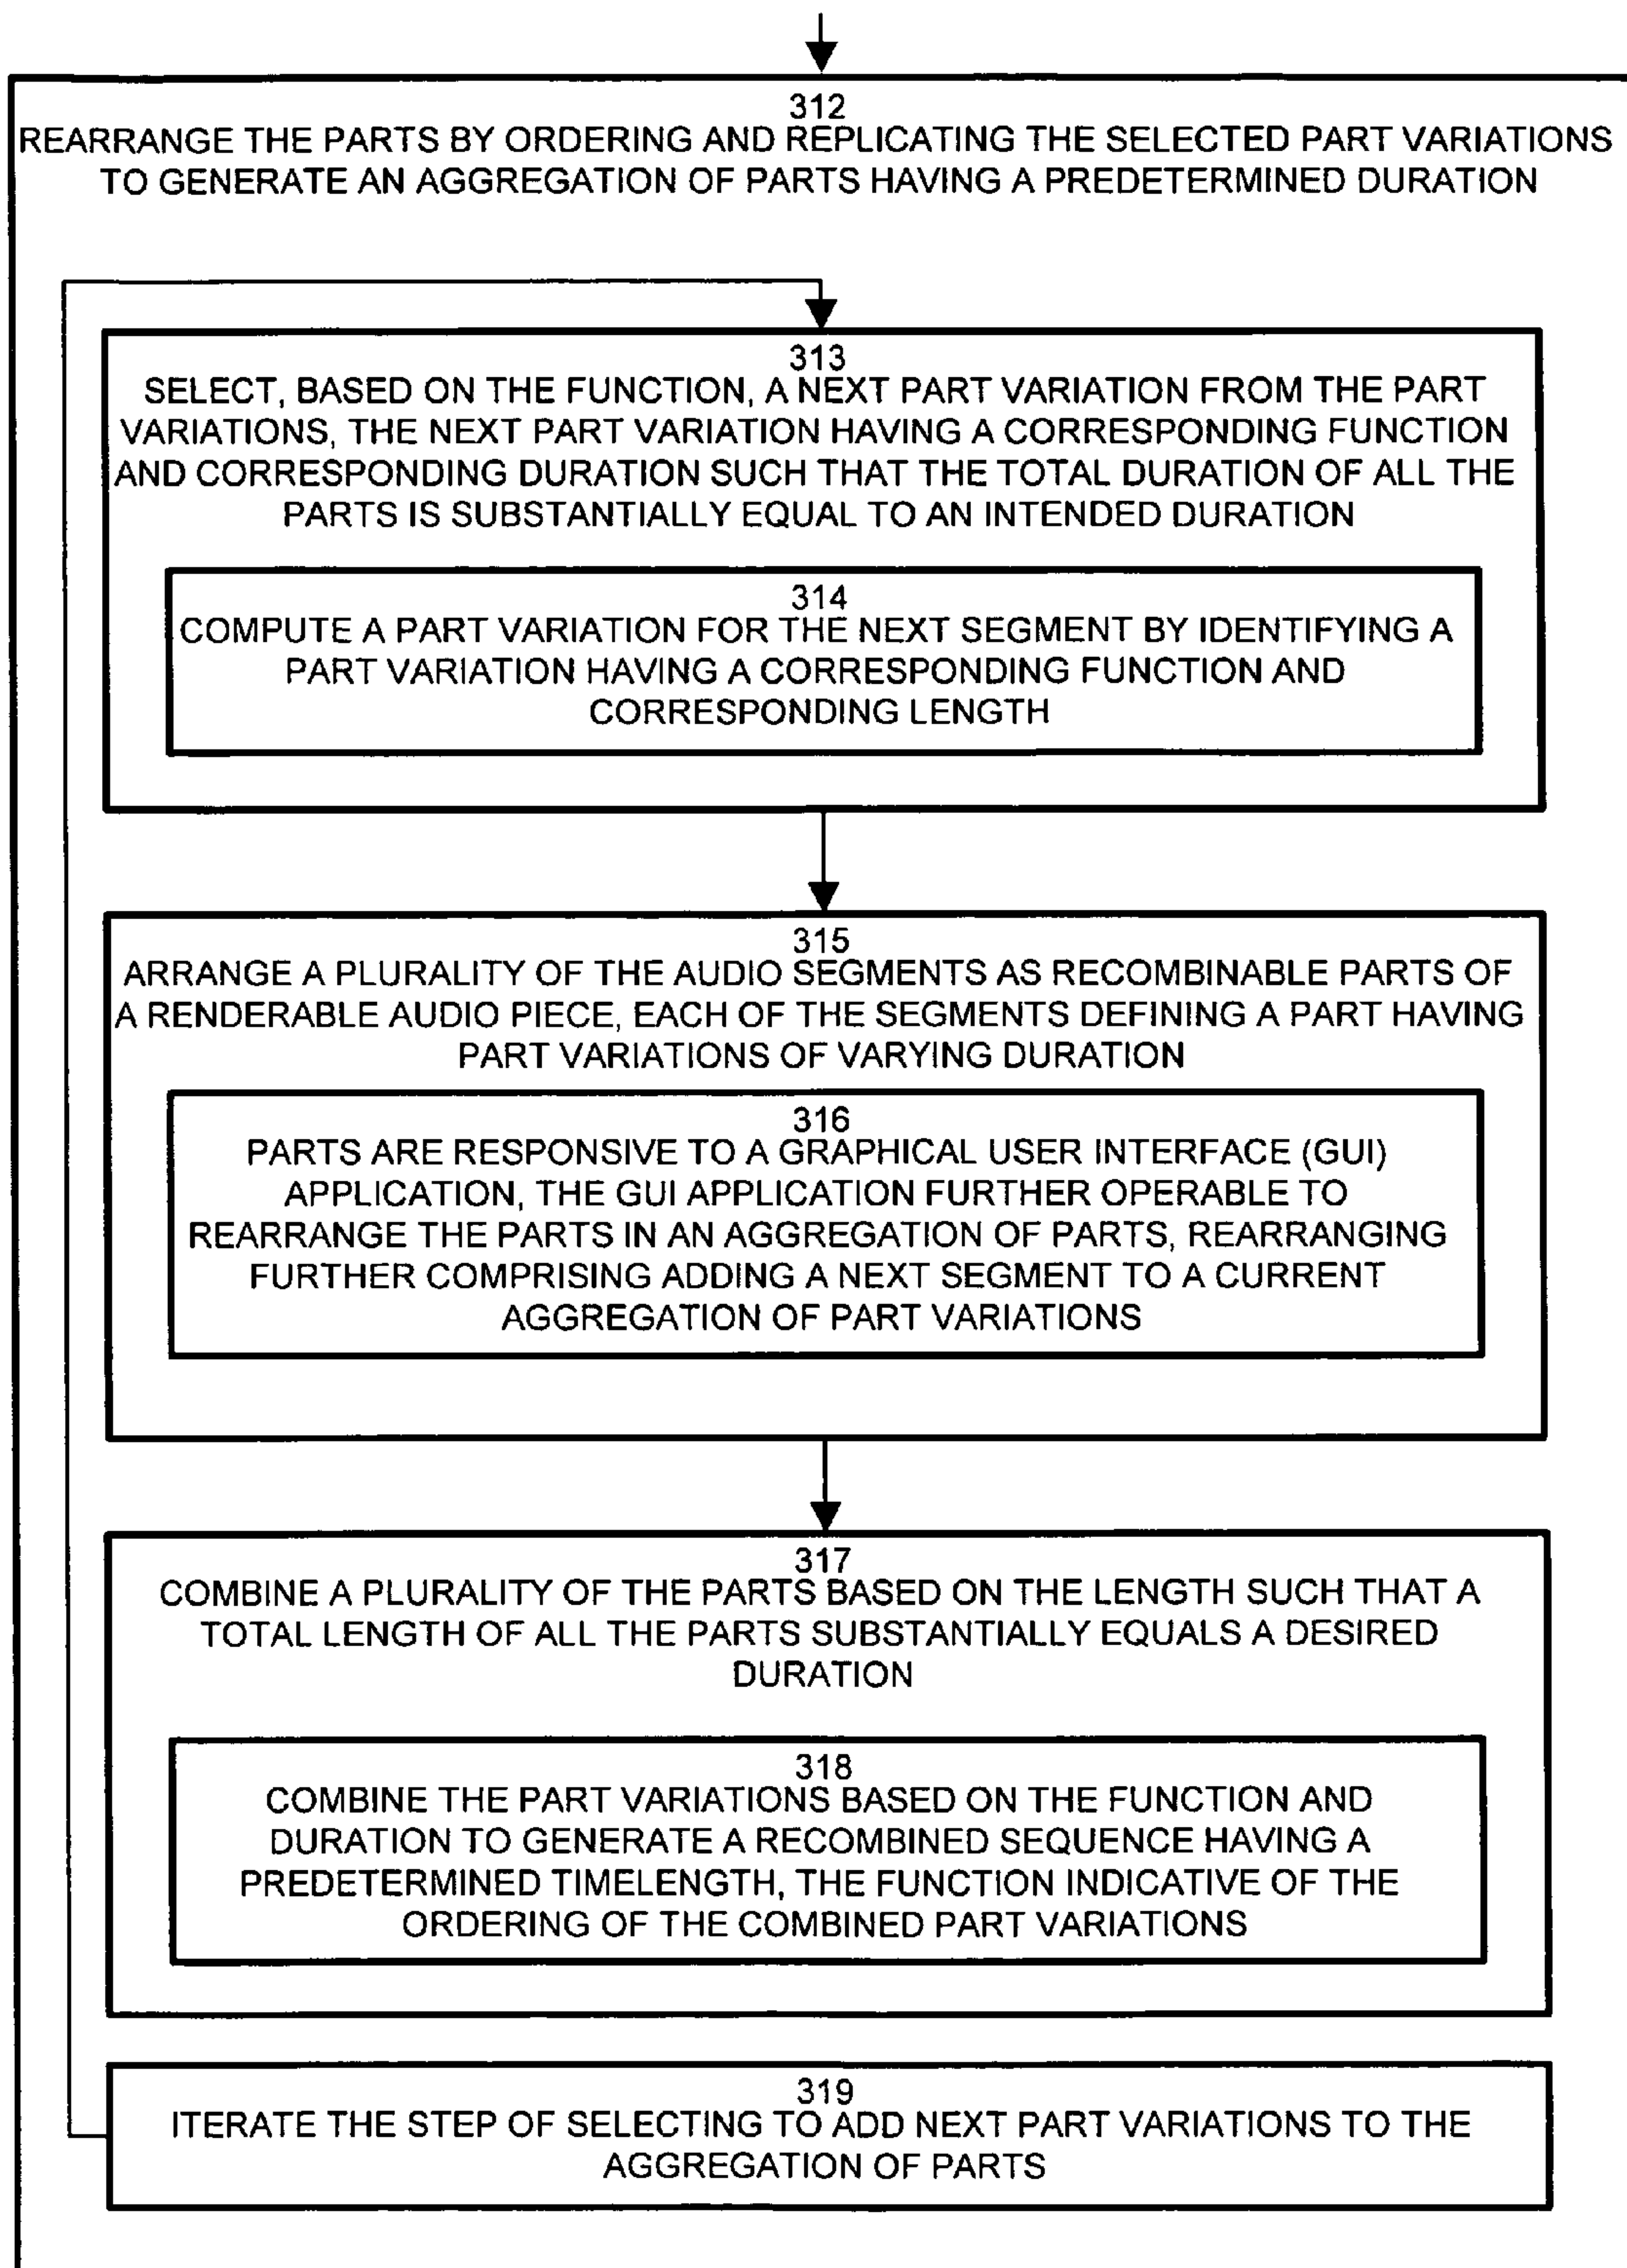 312
REARRANGE THE PARTS BY ORDERING AND REPLICATING THE SELECTED PART VARIATIONS
TO GENERATE AN AGGREGATION OF PARTS HAVING A PREDETERMINED DURATION
313
SELECT, BASED ON THE FUNCTION, A NEXT PART VARIATION FROM THE PART
VARIATIONS, THE NEXT PART VARIATION HAVING A CORRESPONDING FUNCTION
AND CORRESPONDING DURATION SUCH THAT THE TOTAL DURATION OF ALL THE
PARTS IS SUBSTANTIALLY EQUAL TO AN INTENDED DURATION
314
COMPUTE A PART VARIATION FOR THE NEXT SEGMENT BY IDENTIFYING A
PART VARIATION HAVING A CORRESPONDING FUNCTION AND
CORRESPONDING LENGTH
315
ARRANGE A PLURALITY OF THE AUDIO SEGMENTS AS RECOMBINABLE PARTS OF
A RENDERABLE AUDIO PIECE, EACH OF THE SEGMENTS DEFINING A PART HAVING
PART VARIATIONS OF VARYING DURATION
316
PARTS ARE RESPONSIVE TO A GRAPHICAL USER INTERFACE (GUI)
APPLICATION, THE GUI APPLICATION FURTHER OPERABLE TO
REARRANGE THE PARTS IN AN AGGREGATION OF PARTS, REARRANGING
FURTHER COMPRISING ADDING A NEXT SEGMENT TO A CURRENT
AGGREGATION OF PART VARIATIONS
317
COMBINE A PLURALITY OF THE PARTS BASED ON THE LENGTH SUCH THAT A
TOTAL LENGTH OF ALL THE PARTS SUBSTANTIALLY EQUALS A DESIRED
DURATION
318
COMBINE THE PART VARIATIONS BASED ON THE FUNCTION AND
DURATION TO GENERATE A RECOMBINED SEQUENCE HAVING A
PREDETERMINED TIMELENGTH, THE FUNCTION INDICATIVE OF THE
ORDERING OF THE COMBINED PART VARIATIONS
319
ITERATE THE STEP OF SELECTING TO ADD NEXT PART VARIATIONS TO THE
AGGREGATION OF PARTS